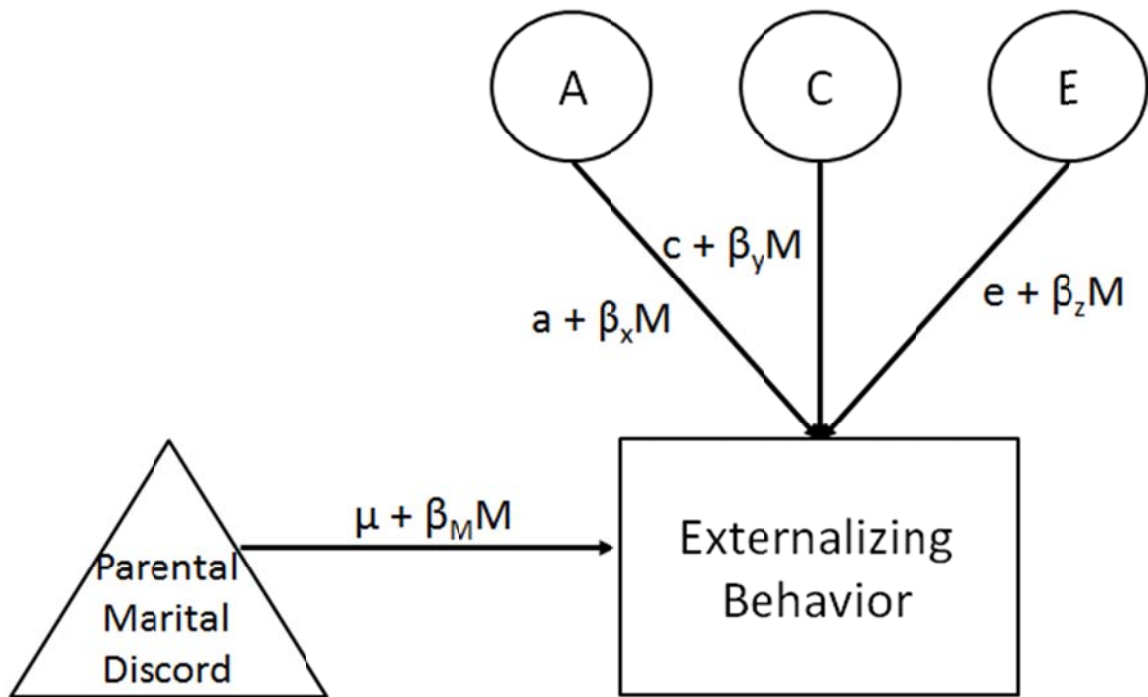 A
C
E
c + βyM
a + βxM
e + βzM
μ + βMM
Parental
Marital
Discord
Externalizing
Behavior